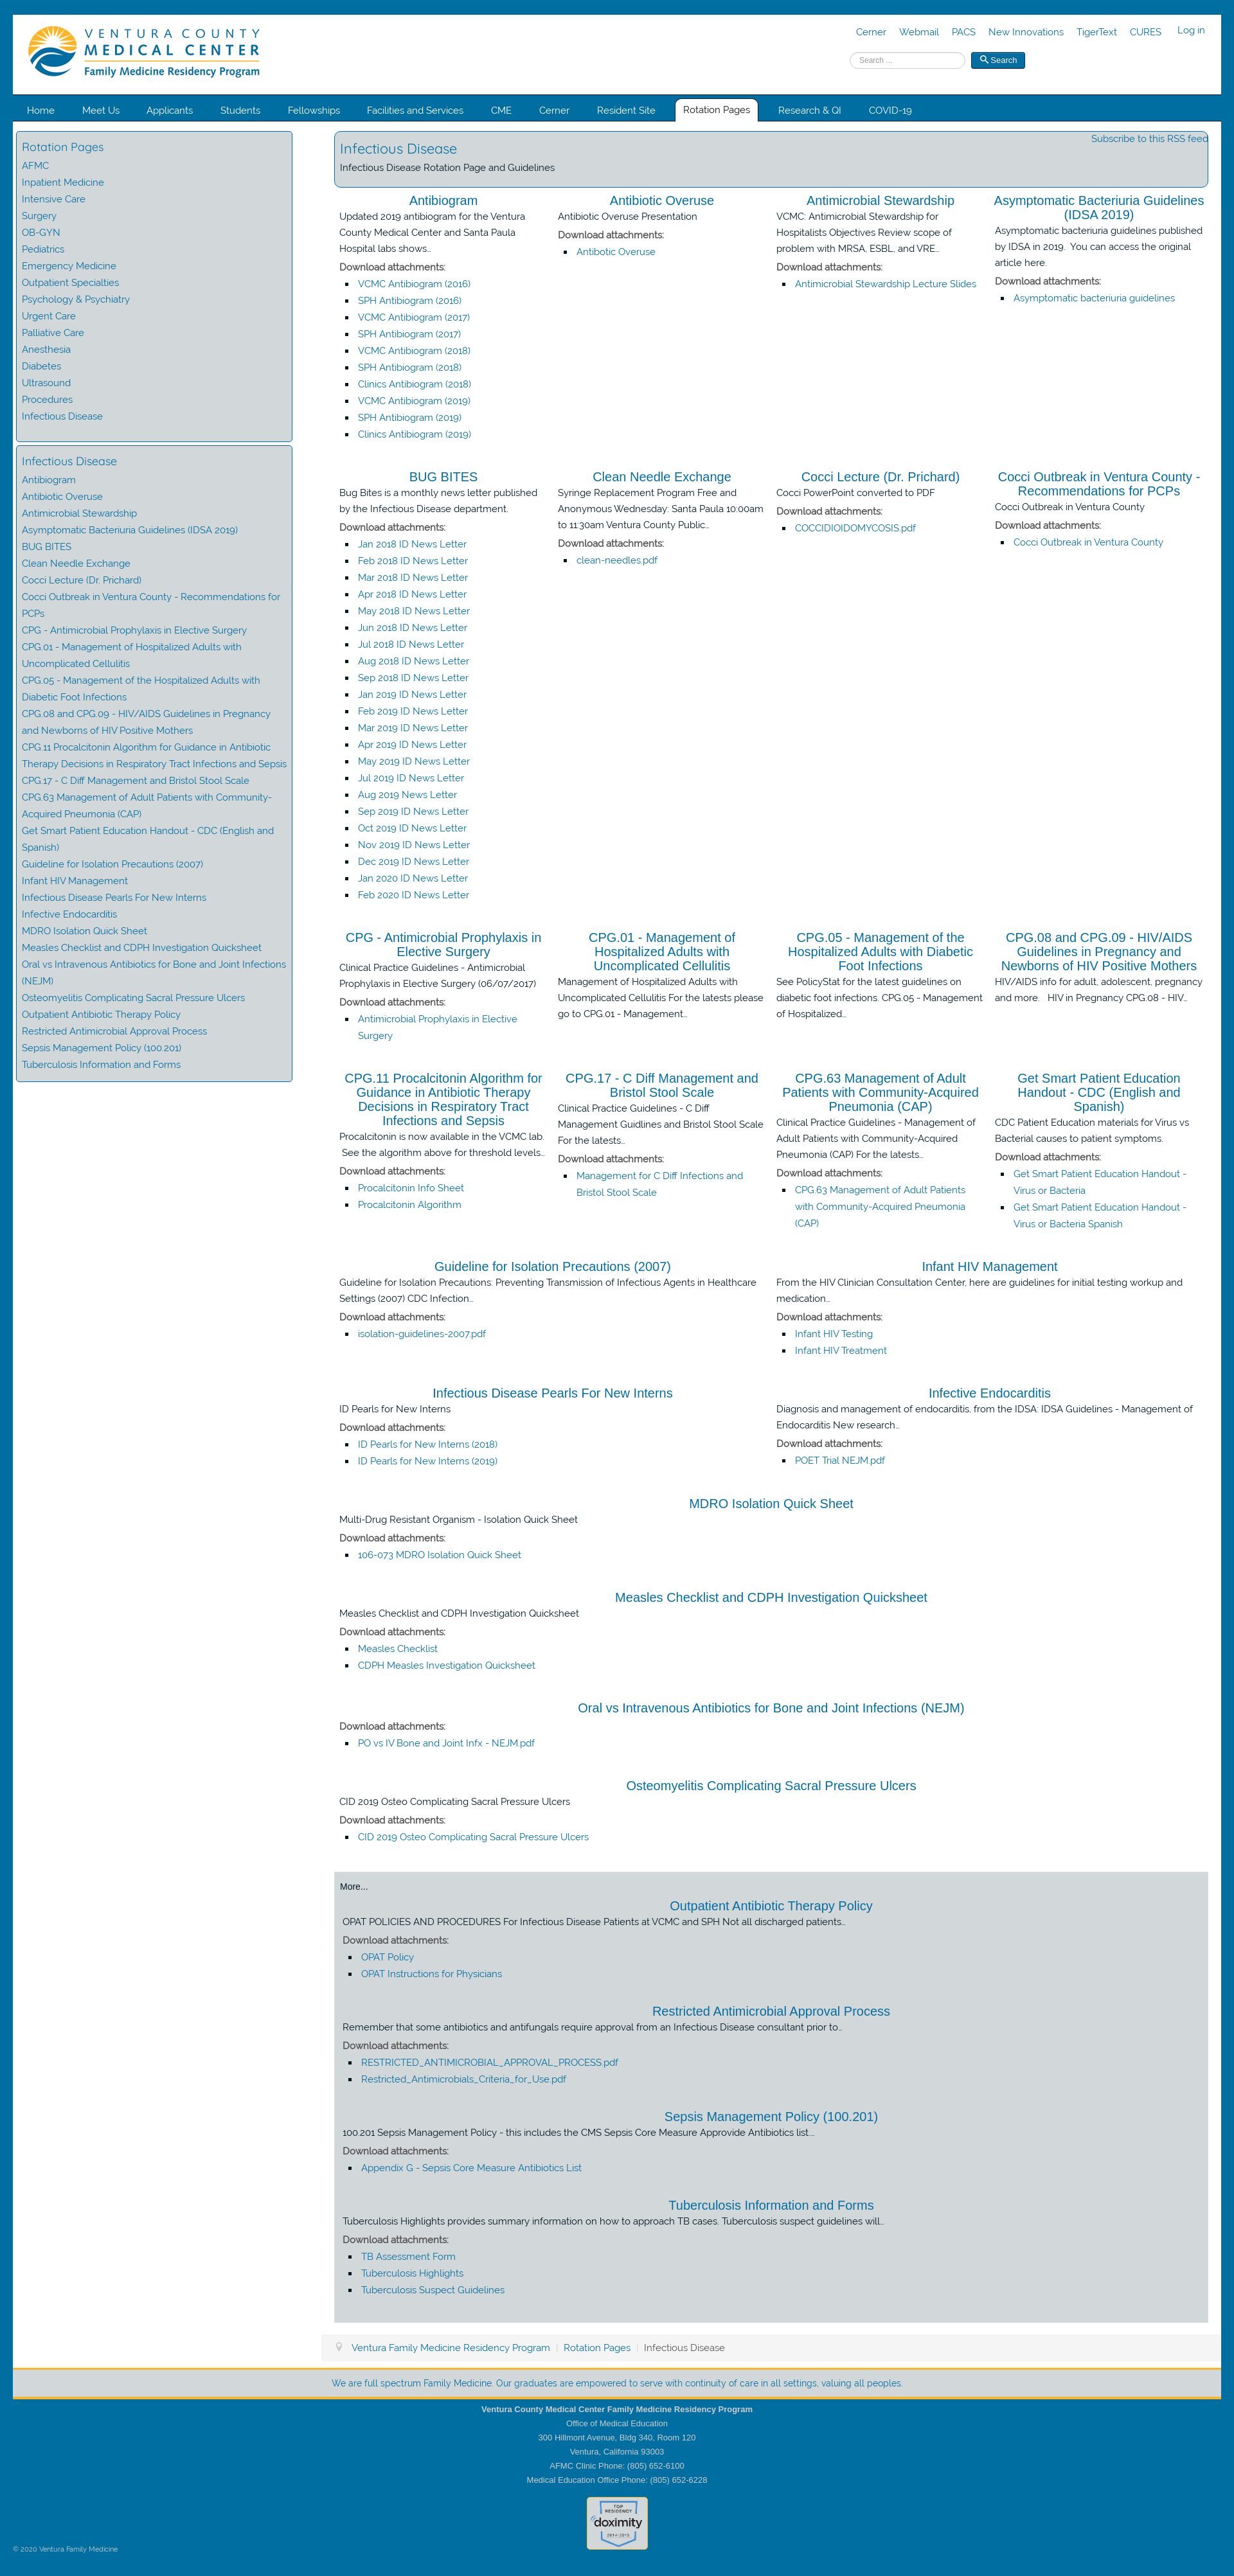 VENTURA COUNTY
MEDICAL CENTER
Family Medicine Residency Program
Cerner Webmail PACS New Innovations TigerText CURES Log in
Search ... Search
Home Meet Us Applicants Students Fellowships Facilities and Services CME Cerner Resident Site Rotation Pages Research & QI COVID-19
Rotation Pages
AFMC
Inpatient Medicine
Intensive Care
Surgery
OB-GYN
Pediatrics
Emergency Medicine
Outpatient Specialties
Psychology & Psychiatry
Urgent Care
Palliative Care
Anesthesia
Diabetes
Ultrasound
Procedures
Infectious Disease
Infectious Disease
Antibiogram
Antibiotic Overuse
Antimicrobial Stewardship
Asymptomatic Bacteriuria Guidelines (IDSA 2019)
BUG BITES
Clean Needle Exchange
Cocci Lecture (Dr. Prichard)
Cocci Outbreak in Ventura County - Recommendations for
PCPs
CPG - Antimicrobial Prophylaxis in Elective Surgery
CPG.01 - Management of Hospitalized Adults with
Uncomplicated Cellulitis
CPG.05 - Management of the Hospitalized Adults with
Diabetic Foot Infections
CPG.08 and CPG.09 - HIV/AIDS Guidelines in Pregnancy
and Newborns of HIV Positive Mothers
CPG.11 Procalcitonin Algorithm for Guidance in Antibiotic
Therapy Decisions in Respiratory Tract Infections and Sepsis
CPG.17 - C Diff Management and Bristol Stool Scale
CPG.63 Management of Adult Patients with Community-
Acquired Pneumonia (CAP)
Get Smart Patient Education Handout - CDC (English and
Spanish)
Guideline for Isolation Precautions (2007)
Infant HIV Management
Infectious Disease Pearls For New Interns
Infective Endocarditis
MDRO Isolation Quick Sheet
Measles Checklist and CDPH Investigation Quicksheet
Oral vs Intravenous Antibiotics for Bone and Joint Infections
(NEJM)
Osteomyelitis Complicating Sacral Pressure Ulcers
Outpatient Antibiotic Therapy Policy
Restricted Antimicrobial Approval Process
Sepsis Management Policy (100.201)
Tuberculosis Information and Forms
Subscribe to this RSS feed
Infectious Disease
Infectious Disease Rotation Page and Guidelines
Antibiogram
Updated 2019 antibiogram for the Ventura
County Medical Center and Santa Paula
Hospital labs shows…
Download attachments:
VCMC Antibiogram (2016)
SPH Antibiogram (2016)
VCMC Antibiogram (2017)
SPH Antibiogram (2017)
VCMC Antibiogram (2018)
SPH Antibiogram (2018)
Clinics Antibiogram (2018)
VCMC Antibiogram (2019)
SPH Antibiogram (2019)
Clinics Antibiogram (2019)
Antibiotic Overuse
Antibiotic Overuse Presentation
Download attachments:
Antibotic Overuse
Antimicrobial Stewardship
VCMC: Antimicrobial Stewardship for
Hospitalists Objectives Review scope of
problem with MRSA, ESBL, and VRE…
Download attachments:
Antimicrobial Stewardship Lecture Slides
Asymptomatic Bacteriuria Guidelines
(IDSA 2019)
Asymptomatic bacteriuria guidelines published
by IDSA in 2019. You can access the original
article here.
Download attachments:
Asymptomatic bacteriuria guidelines
BUG BITES
Bug Bites is a monthly news letter published
by the Infectious Disease department.
Download attachments:
Jan 2018 ID News Letter
Feb 2018 ID News Letter
Mar 2018 ID News Letter
Apr 2018 ID News Letter
May 2018 ID News Letter
Jun 2018 ID News Letter
Jul 2018 ID News Letter
Aug 2018 ID News Letter
Sep 2018 ID News Letter
Jan 2019 ID News Letter
Feb 2019 ID News Letter
Mar 2019 ID News Letter
Apr 2019 ID News Letter
May 2019 ID News Letter
Jul 2019 ID News Letter
Aug 2019 News Letter
Sep 2019 ID News Letter
Oct 2019 ID News Letter
Nov 2019 ID News Letter
Dec 2019 ID News Letter
Jan 2020 ID News Letter
Feb 2020 ID News Letter
Clean Needle Exchange
Syringe Replacement Program Free and
Anonymous Wednesday: Santa Paula 10:00am
to 11:30am Ventura County Public…
Download attachments:
clean-needles.pdf
Cocci Lecture (Dr. Prichard)
Cocci PowerPoint converted to PDF
Download attachments:
COCCIDIOIDOMYCOSIS.pdf
Cocci Outbreak in Ventura County -
Recommendations for PCPs
Cocci Outbreak in Ventura County
Download attachments:
Cocci Outbreak in Ventura County
CPG - Antimicrobial Prophylaxis in
Elective Surgery
Clinical Practice Guidelines - Antimicrobial
Prophylaxis in Elective Surgery (06/07/2017)
Download attachments:
Antimicrobial Prophylaxis in Elective
Surgery
CPG.01 - Management of
Hospitalized Adults with
Uncomplicated Cellulitis
Management of Hospitalized Adults with
Uncomplicated Cellulitis For the latests please
go to CPG.01 - Management…
CPG.05 - Management of the
Hospitalized Adults with Diabetic
Foot Infections
See PolicyStat for the latest guidelines on
diabetic foot infections. CPG.05 - Management
of Hospitalized…
CPG.08 and CPG.09 - HIV/AIDS
Guidelines in Pregnancy and
Newborns of HIV Positive Mothers
HIV/AIDS info for adult, adolescent, pregnancy
and more. HIV in Pregnancy CPG.08 - HIV…
CPG.11 Procalcitonin Algorithm for
Guidance in Antibiotic Therapy
Decisions in Respiratory Tract
Infections and Sepsis
Procalcitonin is now available in the VCMC lab.
See the algorithm above for threshold levels…
Download attachments:
Procalcitonin Info Sheet
Procalcitonin Algorithm
CPG.17 - C Diff Management and
Bristol Stool Scale
Clinical Practice Guidelines - C Diff
Management Guidlines and Bristol Stool Scale
For the latests…
Download attachments:
Management for C Diff Infections and
Bristol Stool Scale
CPG.63 Management of Adult
Patients with Community-Acquired
Pneumonia (CAP)
Clinical Practice Guidelines - Management of
Adult Patients with Community-Acquired
Pneumonia (CAP) For the latests…
Download attachments:
CPG.63 Management of Adult Patients
with Community-Acquired Pneumonia
(CAP)
Get Smart Patient Education
Handout - CDC (English and
Spanish)
CDC Patient Education materials for Virus vs
Bacterial causes to patient symptoms.
Download attachments:
Get Smart Patient Education Handout -
Virus or Bacteria
Get Smart Patient Education Handout -
Virus or Bacteria Spanish
Guideline for Isolation Precautions (2007)
Guideline for Isolation Precautions: Preventing Transmission of Infectious Agents in Healthcare
Settings (2007) CDC Infection…
Download attachments:
isolation-guidelines-2007.pdf
Infant HIV Management
From the HIV Clinician Consultation Center, here are guidelines for initial testing workup and
medication…
Download attachments:
Infant HIV Testing
Infant HIV Treatment
Infectious Disease Pearls For New Interns
ID Pearls for New Interns
Download attachments:
ID Pearls for New Interns (2018)
ID Pearls for New Interns (2019)
Infective Endocarditis
Diagnosis and management of endocarditis, from the IDSA: IDSA Guidelines - Management of
Endocarditis New research…
Download attachments:
POET Trial NEJM.pdf
MDRO Isolation Quick Sheet
Multi-Drug Resistant Organism - Isolation Quick Sheet
Download attachments:
106-073 MDRO Isolation Quick Sheet
Measles Checklist and CDPH Investigation Quicksheet
Measles Checklist and CDPH Investigation Quicksheet
Download attachments:
Measles Checklist
CDPH Measles Investigation Quicksheet
Oral vs Intravenous Antibiotics for Bone and Joint Infections (NEJM)
Download attachments:
PO vs IV Bone and Joint Infx - NEJM.pdf
Osteomyelitis Complicating Sacral Pressure Ulcers
CID 2019 Osteo Complicating Sacral Pressure Ulcers
Download attachments:
CID 2019 Osteo Complicating Sacral Pressure Ulcers
More...
Outpatient Antibiotic Therapy Policy
OPAT POLICIES AND PROCEDURES For Infectious Disease Patients at VCMC and SPH Not all discharged patients…
Download attachments:
OPAT Policy
OPAT Instructions for Physicians
Restricted Antimicrobial Approval Process
Remember that some antibiotics and antifungals require approval from an Infectious Disease consultant prior to…
Download attachments:
RESTRICTED_ANTIMICROBIAL_APPROVAL_PROCESS.pdf
Restricted_Antimicrobials_Criteria_for_Use.pdf
Sepsis Management Policy (100.201)
100.201 Sepsis Management Policy - this includes the CMS Sepsis Core Measure Approvide Antibiotics list.…
Download attachments:
Appendix G - Sepsis Core Measure Antibiotics List
Tuberculosis Information and Forms
Tuberculosis Highlights provides summary information on how to approach TB cases. Tuberculosis suspect guidelines will…
Download attachments:
TB Assessment Form
Tuberculosis Highlights
Tuberculosis Suspect Guidelines
Ventura Family Medicine Residency Program | Rotation Pages | Infectious Disease
We are full spectrum Family Medicine. Our graduates are empowered to serve with continuity of care in all settings, valuing all peoples.
Ventura County Medical Center Family Medicine Residency Program
Office of Medical Education
300 Hillmont Avenue, Bldg 340, Room 120
Ventura, California 93003
AFMC Clinic Phone: (805) 652-6100
Medical Education Office Phone: (805) 652-6228
TOP
RESIDENCY
doximity
2014-2015
© 2020 Ventura Family Medicine